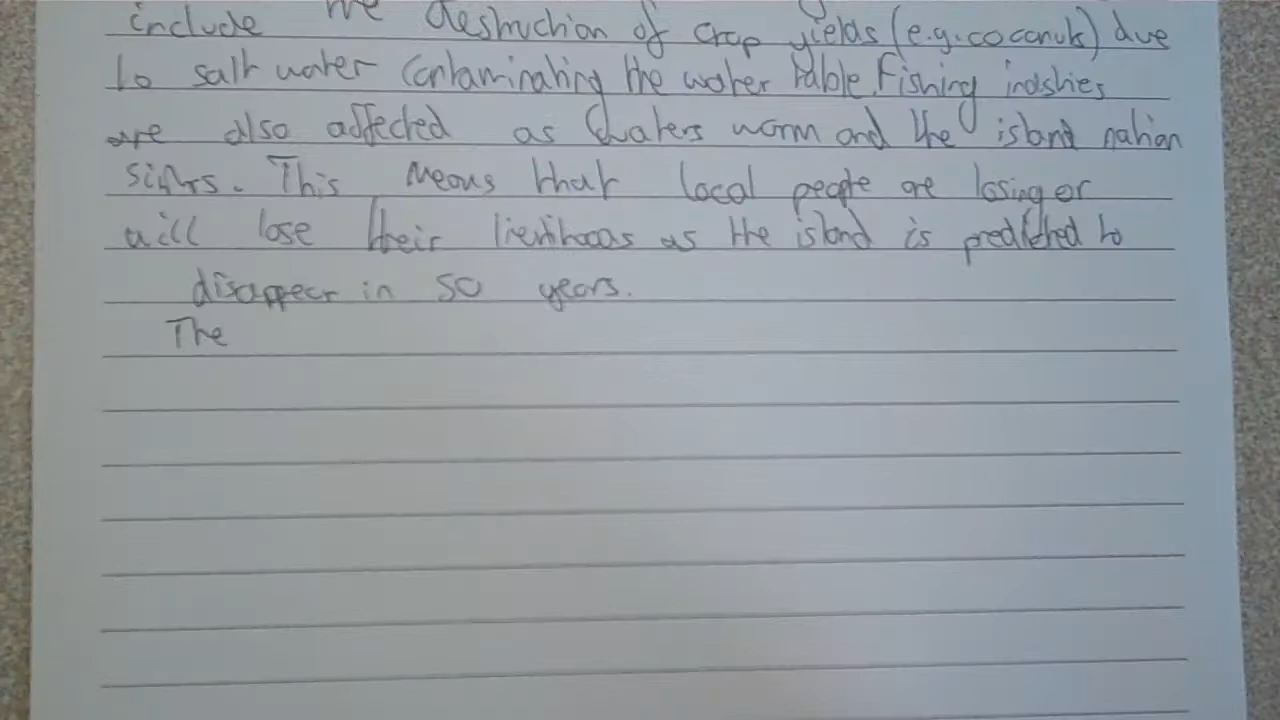 include the destruction of crop yields (e.g. coconuts) due
to salt water contaminating the water table. Fishing industries
are also affected as waters warm and the island nation
sinks. This means that local people are losing or
will lose their livelihoods as the island is predicted to
disappear in 50 years.
The